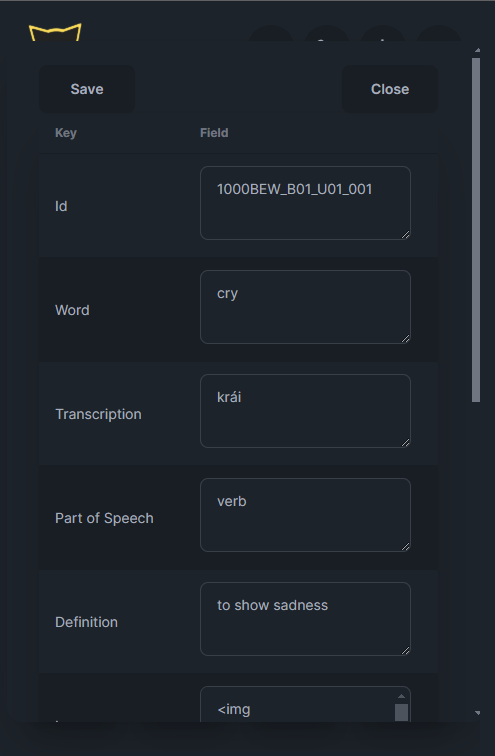 Save Close
Key Field
Id 1000BEW_B01_U01_001
Word cry
Transcription krái
Part of Speech verb
Definition to show sadness
<img